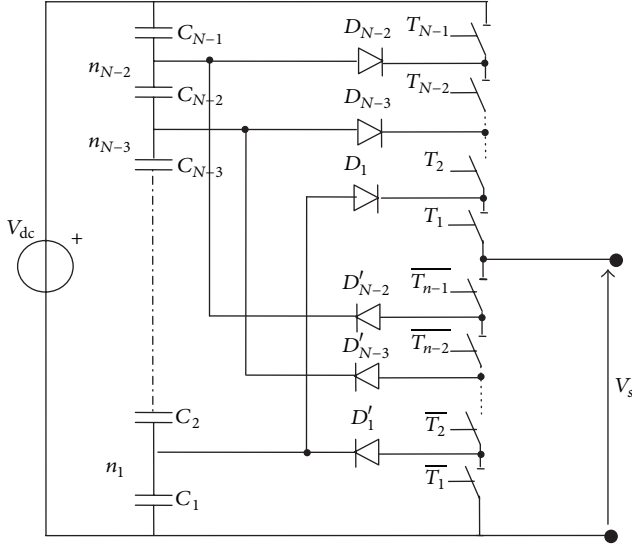 C_{N−1}
D_{N−2}
T_{N−1}
n_{N−2}
C_{N−2}
T_{N−2}
D_{N−3}
n_{N−3}
C_{N−3}
D_1
T_2
T_1
V_{dc}
+
D′_{N−2}
\overline{T_{n−1}}
D′_{N−3}
\overline{T_{n−2}}
V_s
C_2
D′_1
\overline{T_2}
n_1
\overline{T_1}
C_1